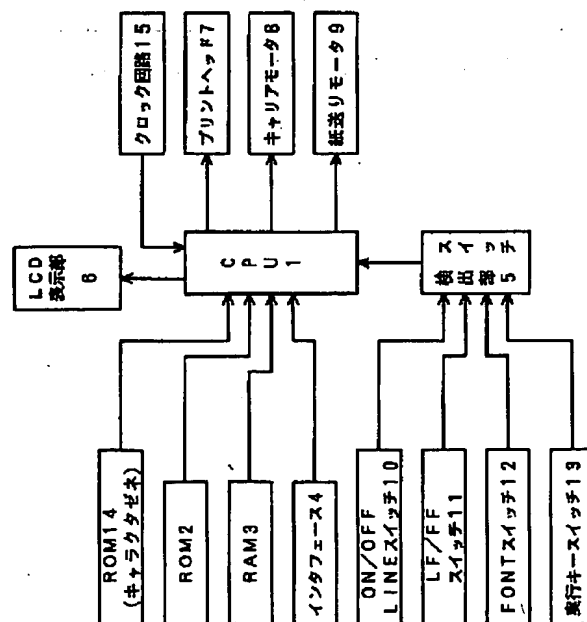 クロック回路15
プリントヘッド7
キャリアモータ8
紙送りモータ9
LCD
表示部
6
CPU
1
スイッチ
検出部
5
ROM14
(キャラクタゼネ)
ROM2
RAM3
インタフェース4
ON/OFF
LINEスイッチ10
LF/FF
スイッチ11
FONTスイッチ12
実行キースイッチ13